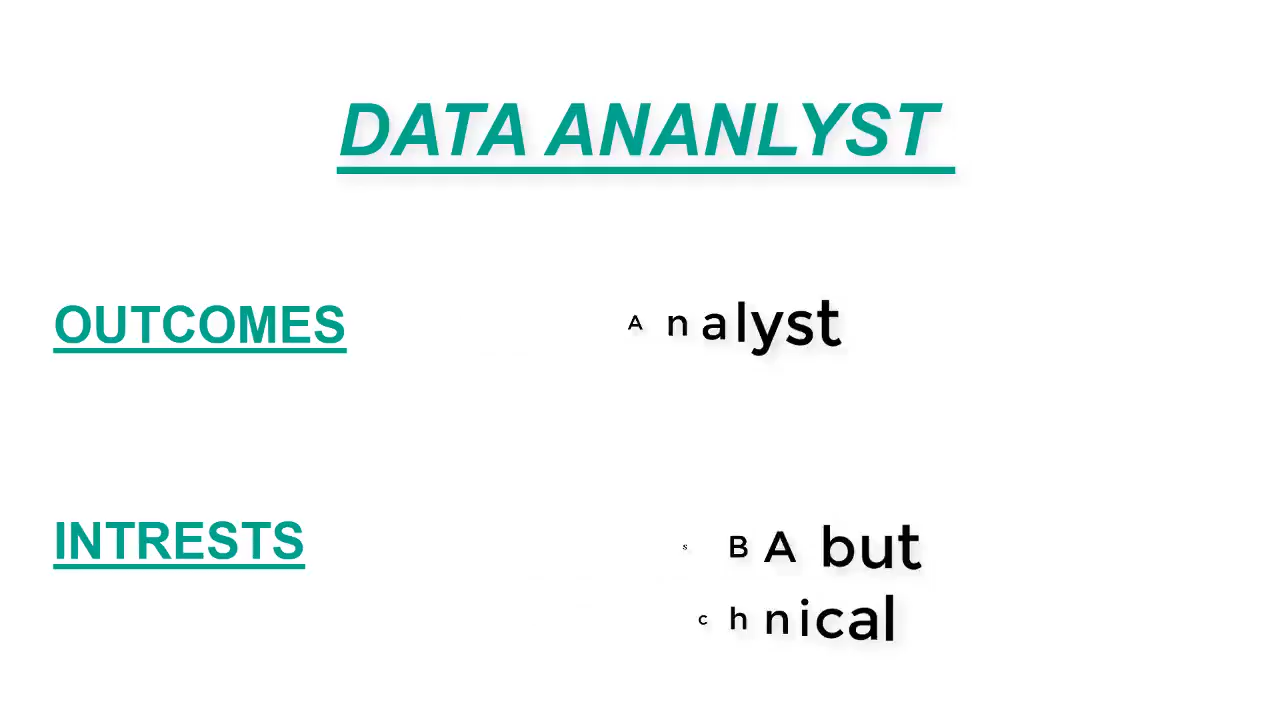 DATA ANANLYST
OUTCOMES
Analyst
INTRESTS
s BA but
chnical